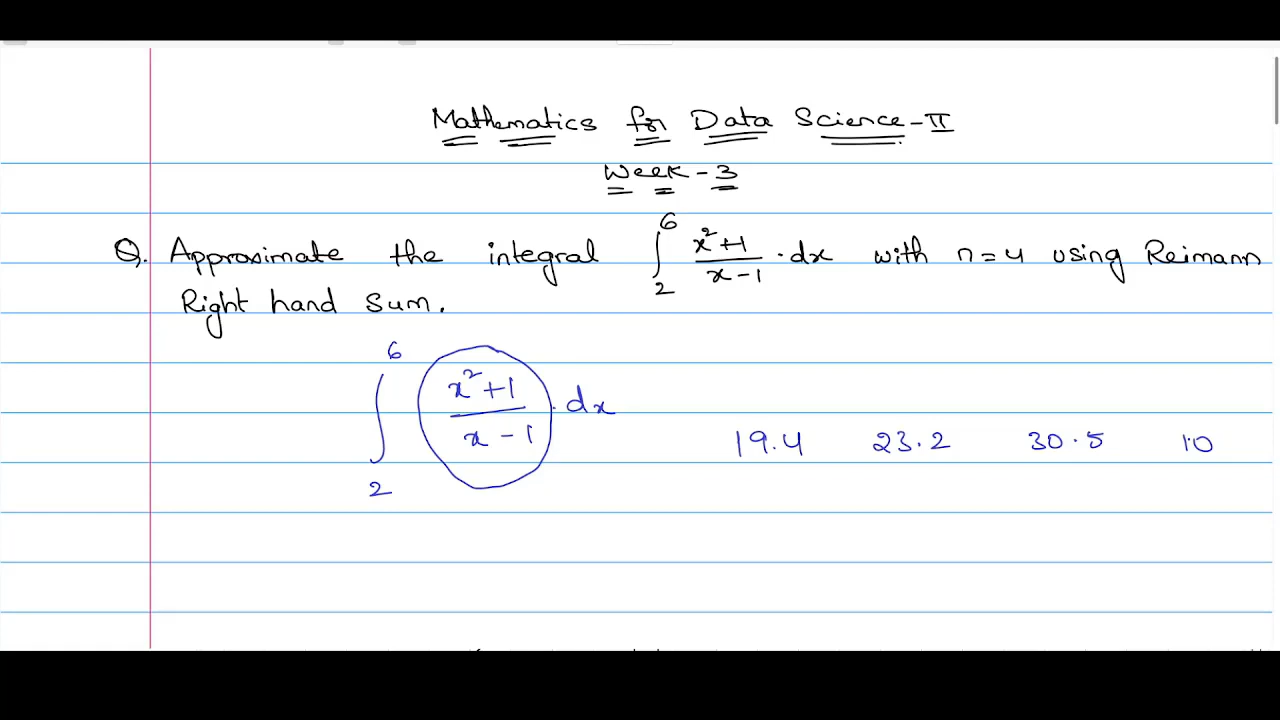 Mathematics for Data Science-II
Week-3
Q. Approximate the integral ∫₂⁶ (x²+1)/(x-1) · dx with n=4 using Reimann
Right hand sum.
∫₂⁶ (x²+1)/(x-1) · dx
19.4 23.2 30.5 10